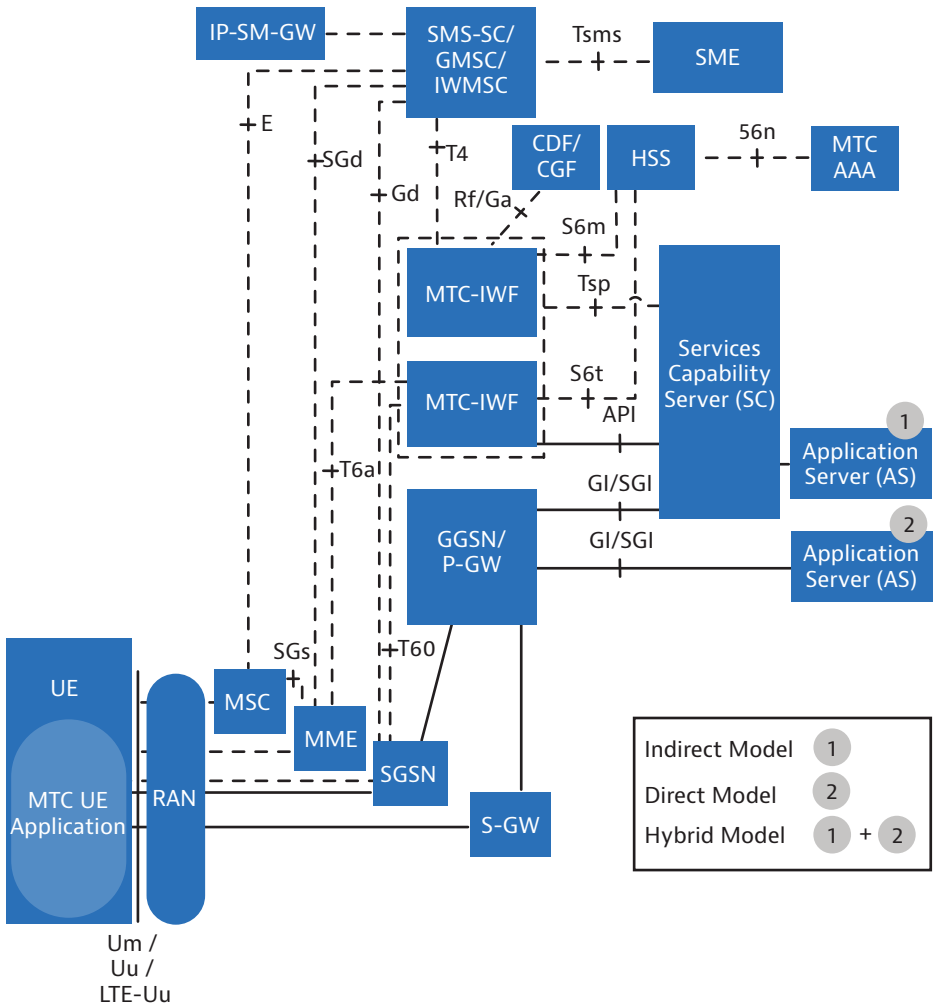 IP-SM-GW
SMS-SC/
GMSC/
IWMSC
Tsms
SME
E
SGd
Gd
T4
CDF/
CGF
HSS
56n
MTC
AAA
Rf/Ga
S6m
MTC-IWF
Tsp
Services
Capability
Server (SC)
MTC-IWF
S6t
API
1
Application
Server (AS)
T6a
GI/SGI
2
GGSN/
P-GW
GI/SGI
Application
Server (AS)
T60
SGs
UE
MSC
MME
SGSN
MTC UE
Application
RAN
S-GW
Indirect Model 1
Direct Model 2
Hybrid Model 1 + 2
Um /
Uu /
LTE-Uu